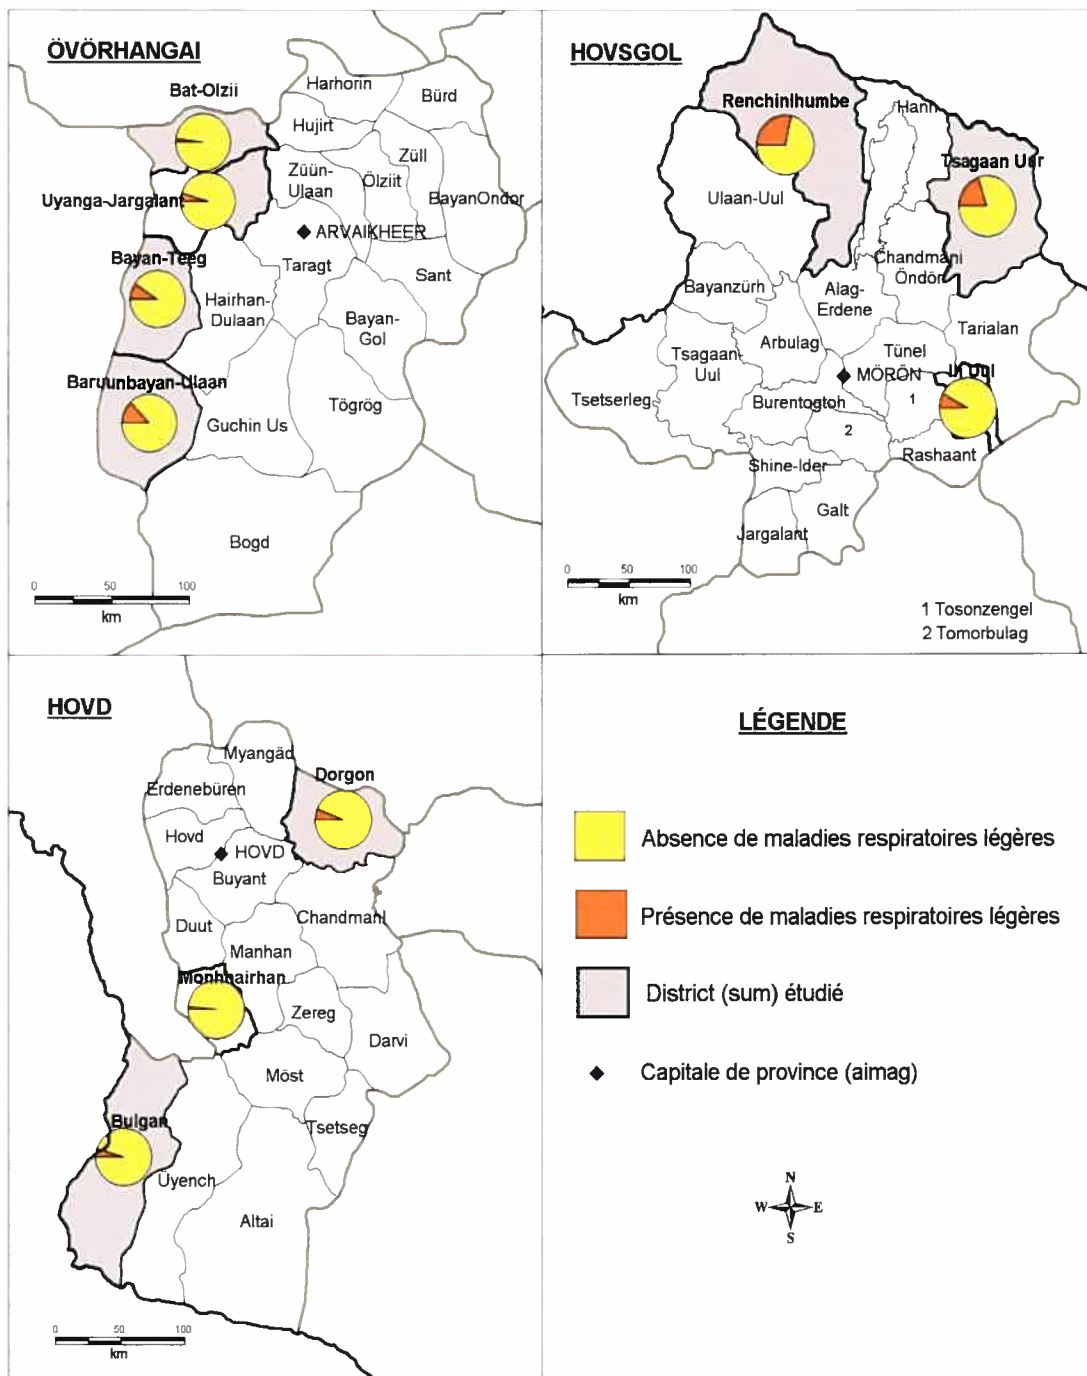 ÖVÖRHANGAI
Bat-Olzii
Harhorin
Bürd
Hujirt
Züll
Züün-
Ulaan
Ölziit
Uyanga-Jargalant
BayanOndor
ARVAIKHEER
Bayan-Teeg
Taragt
Sant
Hairhan-
Dulaan
Bayan-
Gol
Baruunbayan-Ulaan
Tögrög
Guchin Us
Bogd
0 50 100
km
HOVSGOL
Renchinlhumbe
Hanh
Tsagaan Uur
Ulaan-Uul
Chandmani
Öndör
Bayanzürh
Alag-
Erdene
Tarialan
Arbulag
Tünel
Tsagaan-
Uul
MÖRÖN
Ih Uul
Tsetserleg
Burentogtoh
1
2
Rashaant
Shine-Ider
Galt
Jargalant
0 50 100
km
1 Tosonzengel
2 Tomorbulag
HOVD
Myangäd
Dorgon
Erdenebüren
Hovd
HOVD
Buyant
Duut
Chandmanl
Manhan
Monhhairhan
Zereg
Darvi
Möst
Bulgan
Tsetseg
Üyench
Altai
0 50 100
km
LÉGENDE
Absence de maladies respiratoires légères
Présence de maladies respiratoires légères
District (sum) étudié
Capitale de province (aimag)
N
W E
S